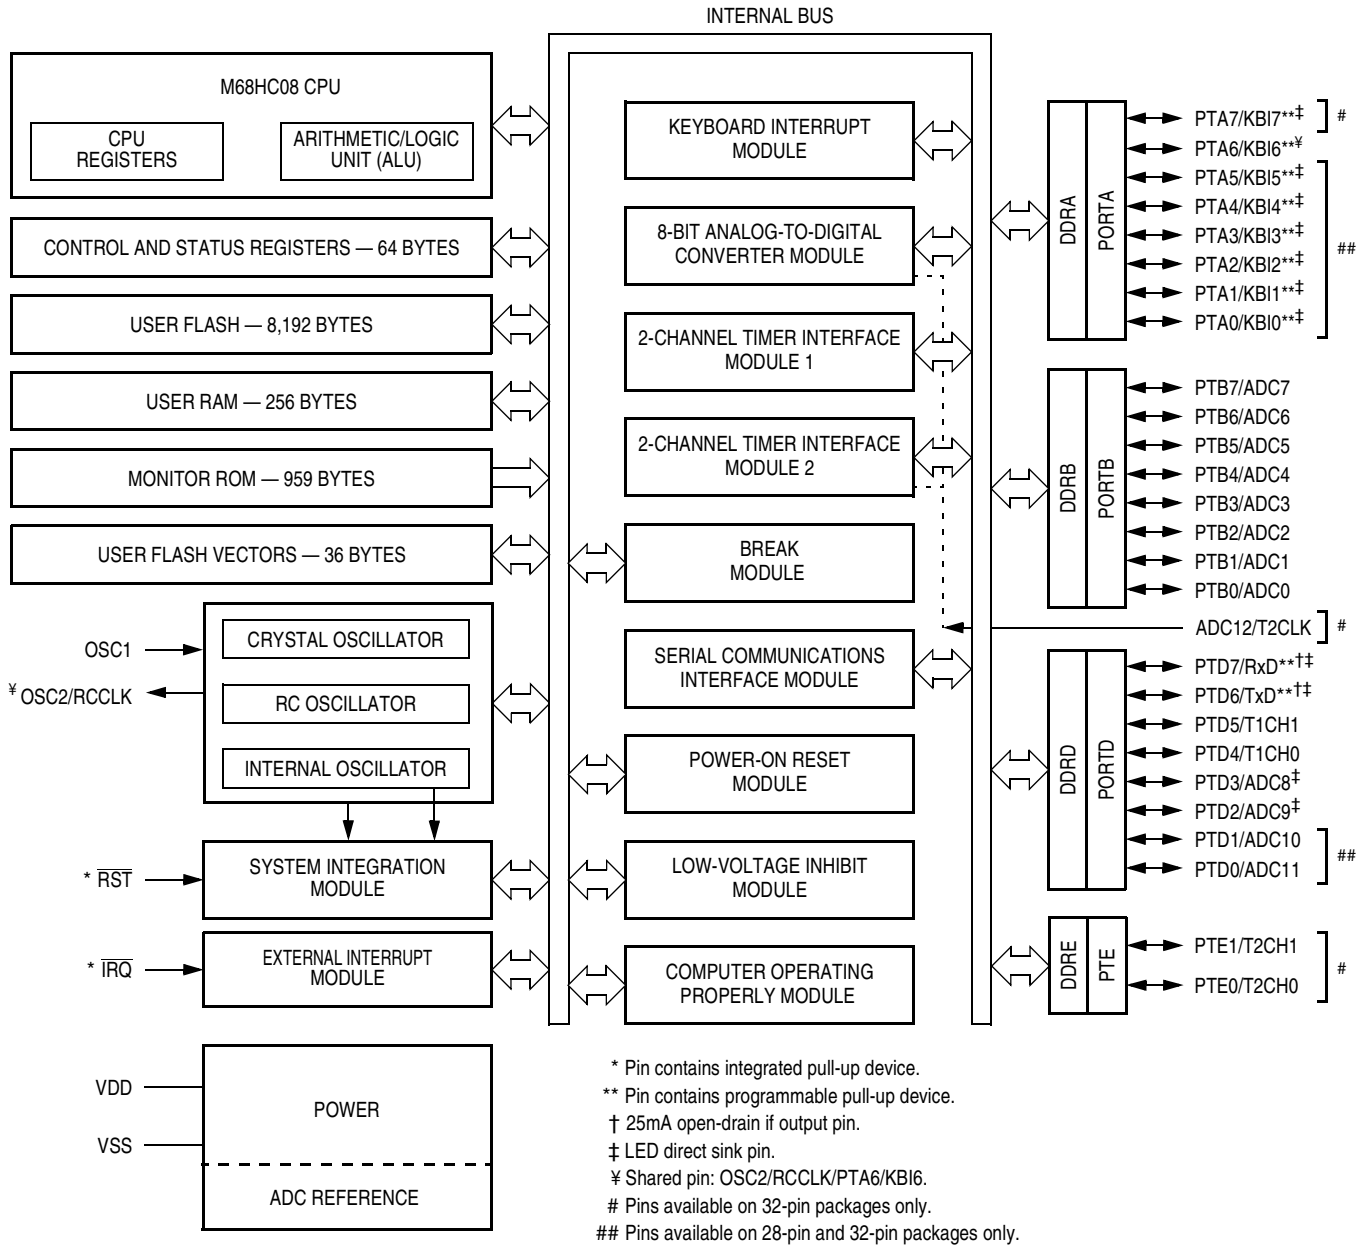 INTERNAL BUS
M68HC08 CPU
CPU
REGISTERS
ARITHMETIC/LOGIC
UNIT (ALU)
CONTROL AND STATUS REGISTERS — 64 BYTES
USER FLASH — 8,192 BYTES
USER RAM — 256 BYTES
MONITOR ROM — 959 BYTES
USER FLASH VECTORS — 36 BYTES
OSC1
¥ OSC2/RCCLK
CRYSTAL OSCILLATOR
RC OSCILLATOR
INTERNAL OSCILLATOR
* RST
SYSTEM INTEGRATION
MODULE
* IRQ
EXTERNAL INTERRUPT
MODULE
VDD
VSS
POWER
ADC REFERENCE
KEYBOARD INTERRUPT
MODULE
8-BIT ANALOG-TO-DIGITAL
CONVERTER MODULE
2-CHANNEL TIMER INTERFACE
MODULE 1
2-CHANNEL TIMER INTERFACE
MODULE 2
BREAK
MODULE
SERIAL COMMUNICATIONS
INTERFACE MODULE
POWER-ON RESET
MODULE
LOW-VOLTAGE INHIBIT
MODULE
COMPUTER OPERATING
PROPERLY MODULE
DDRA
PORTA
PTA7/KBI7**‡
#
PTA6/KBI6**¥
PTA5/KBI5**‡
PTA4/KBI4**‡
PTA3/KBI3**‡
##
PTA2/KBI2**‡
PTA1/KBI1**‡
PTA0/KBI0**‡
DDRB
PORTB
PTB7/ADC7
PTB6/ADC6
PTB5/ADC5
PTB4/ADC4
PTB3/ADC3
PTB2/ADC2
PTB1/ADC1
PTB0/ADC0
ADC12/T2CLK
#
DDRD
PORTD
PTD7/RxD**†‡
PTD6/TxD**†‡
PTD5/T1CH1
PTD4/T1CH0
PTD3/ADC8‡
PTD2/ADC9‡
PTD1/ADC10
##
PTD0/ADC11
DDRE
PTE
PTE1/T2CH1
#
PTE0/T2CH0
* Pin contains integrated pull-up device.
** Pin contains programmable pull-up device.
† 25mA open-drain if output pin.
‡ LED direct sink pin.
¥ Shared pin: OSC2/RCCLK/PTA6/KBI6.
# Pins available on 32-pin packages only.
## Pins available on 28-pin and 32-pin packages only.